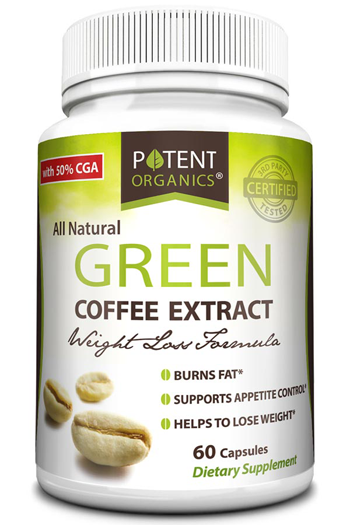 P TENT
ORGANICS®
with 50% CGA
3RD PARTY
CERTIFIED
TESTED
All Natural
GREEN
COFFEE EXTRACT
Weight Loss Formula
BURNS FAT*
SUPPORTS APPETITE CONTROL*
HELPS TO LOSE WEIGHT*
60 Capsules
Dietary Supplement